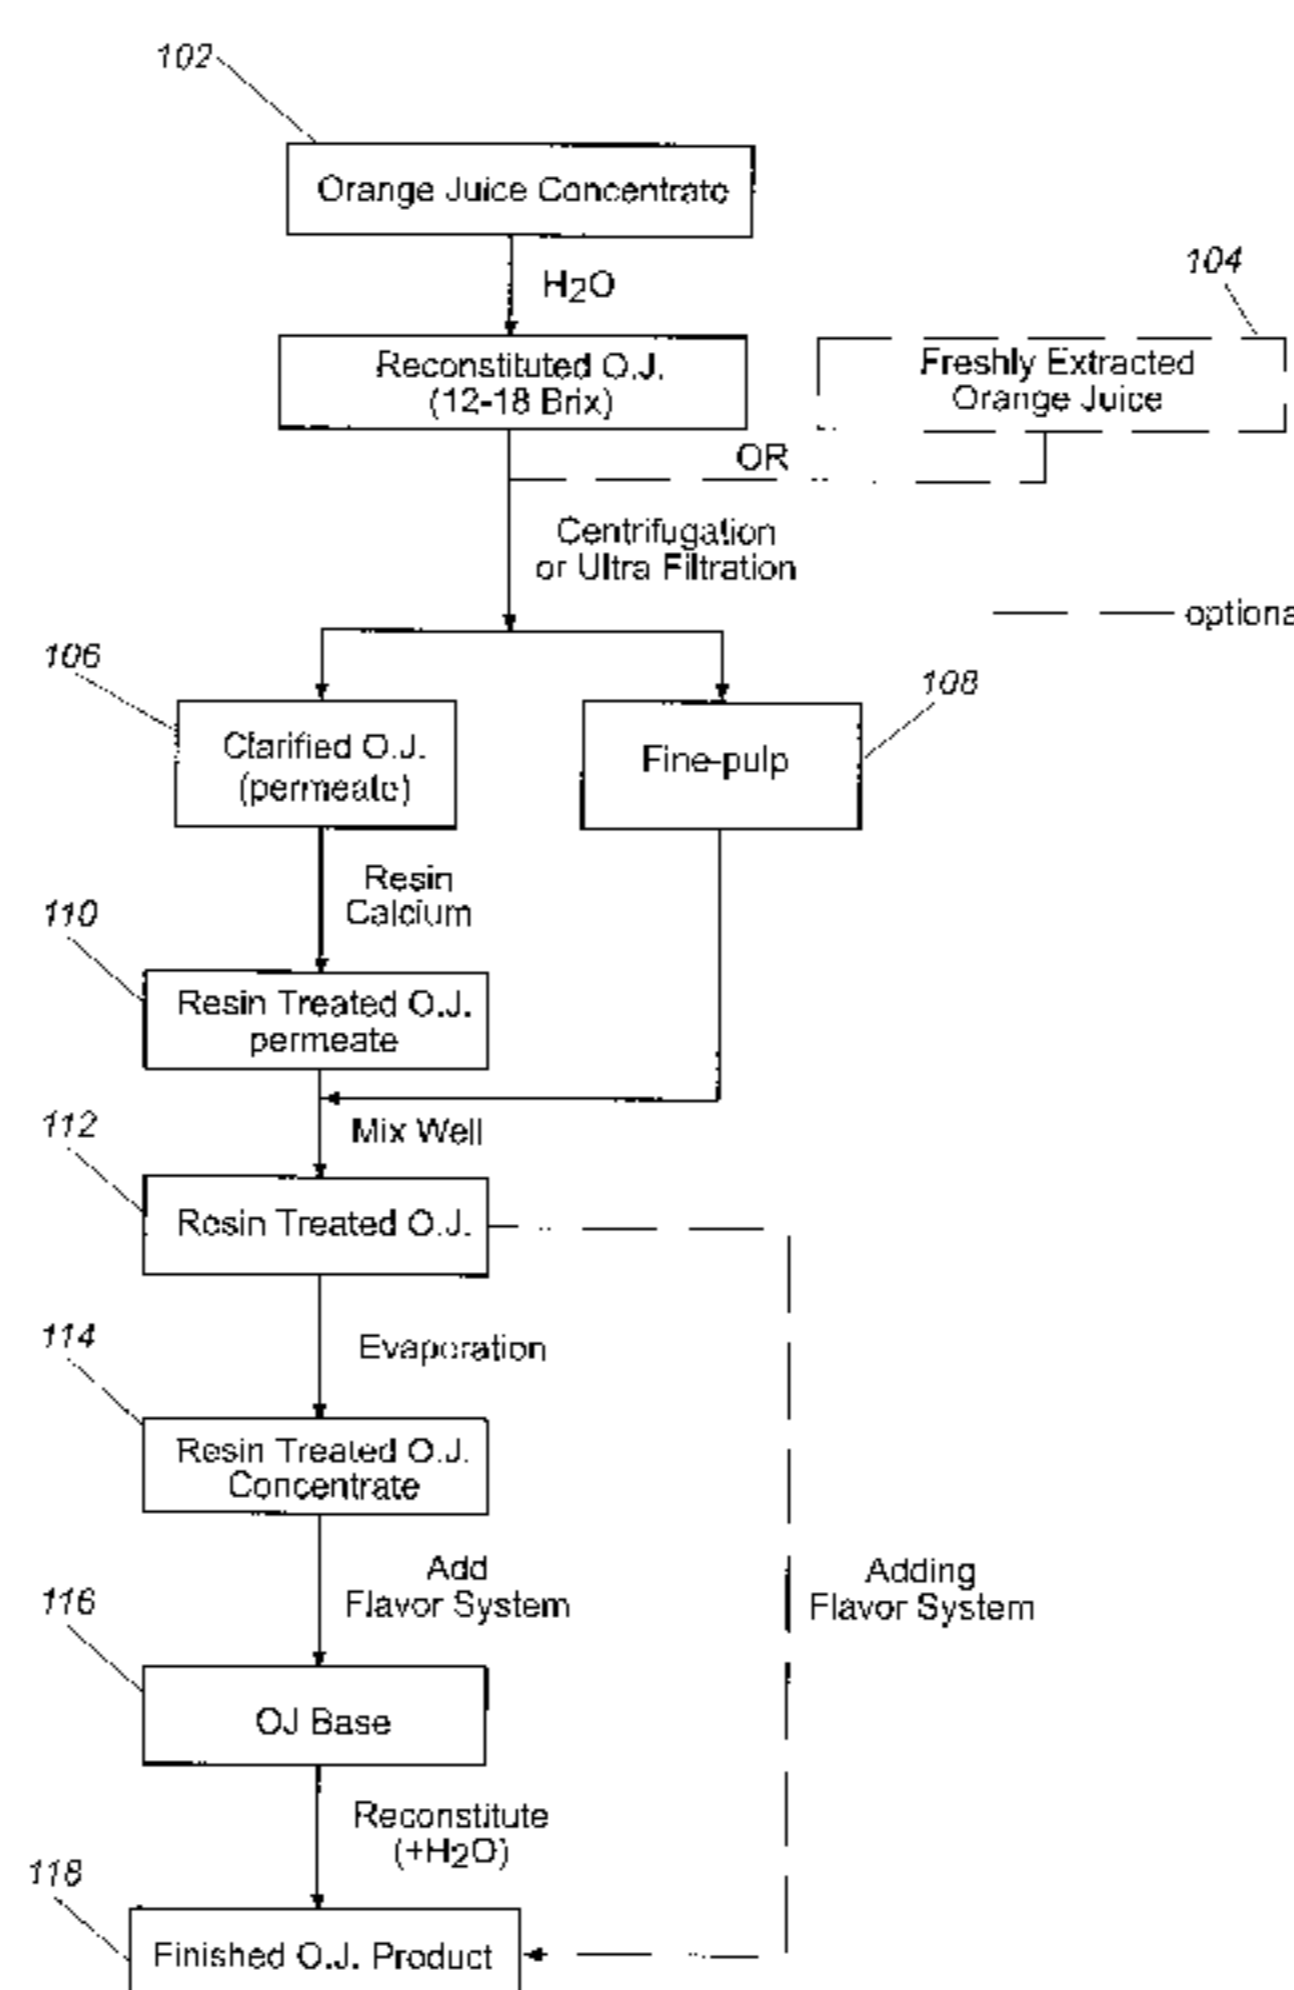 102
Orange Juice Concentrate
104
H2O
Reconstituted O.J.
(12-18 Brix)
Freshly Extracted
Orange Juice
OR
Centrifugation
or Ultra Filtration
optiona
106
108
Clarified O.J.
(permeate)
Fine-pulp
Resin
Calcium
110
Resin Treated O.J.
permeate
112
Mix Well
Resin Treated O.J.
114
Evaporation
Resin Treated O.J.
Concentrate
Add
Flavor System
Adding
Flavor System
116
OJ Base
Reconstitute
(+H2O)
118
Finished O.J. Product